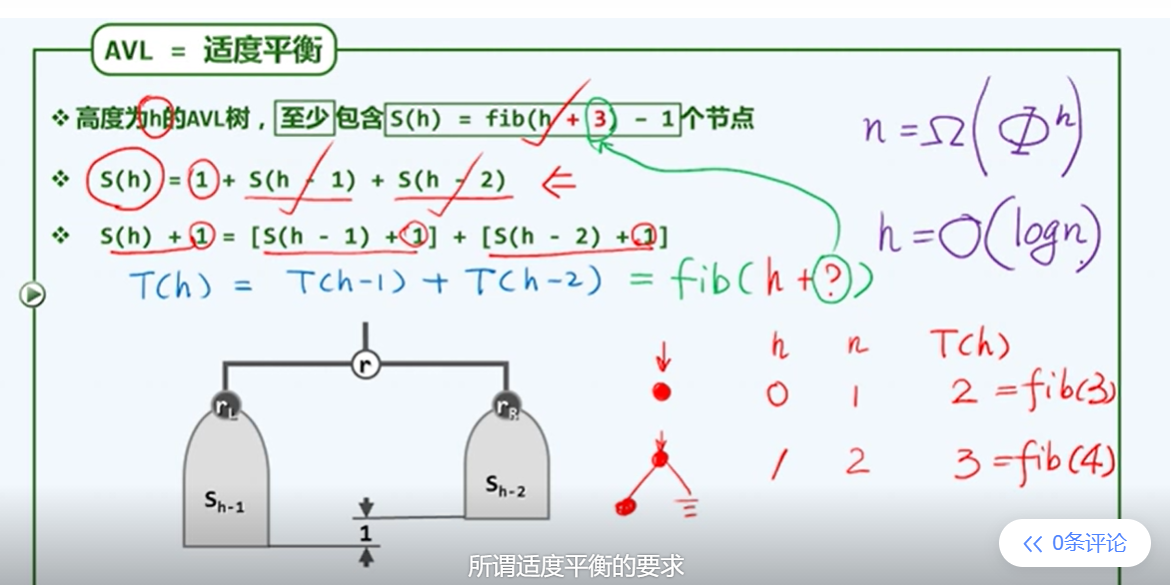 AVL = 适度平衡
❖ 高度为h的AVL树，至少包含S(h) = fib(h + 3) - 1个节点
n = Ω(Φ^h)
❖ S(h) = 1 + S(h - 1) + S(h - 2) ⇐
❖ S(h) + 1 = [S(h - 1) + 1] + [S(h - 2) + 1]
h = O(logn)
T(h) = T(h-1) + T(h-2) = fib(h+?)
h n T(h)
r
0 1 2 = fib(3)
rL rR
1 2 3 = fib(4)
Sh-1 Sh-2
1
<< 0条评论
所谓适度平衡的要求